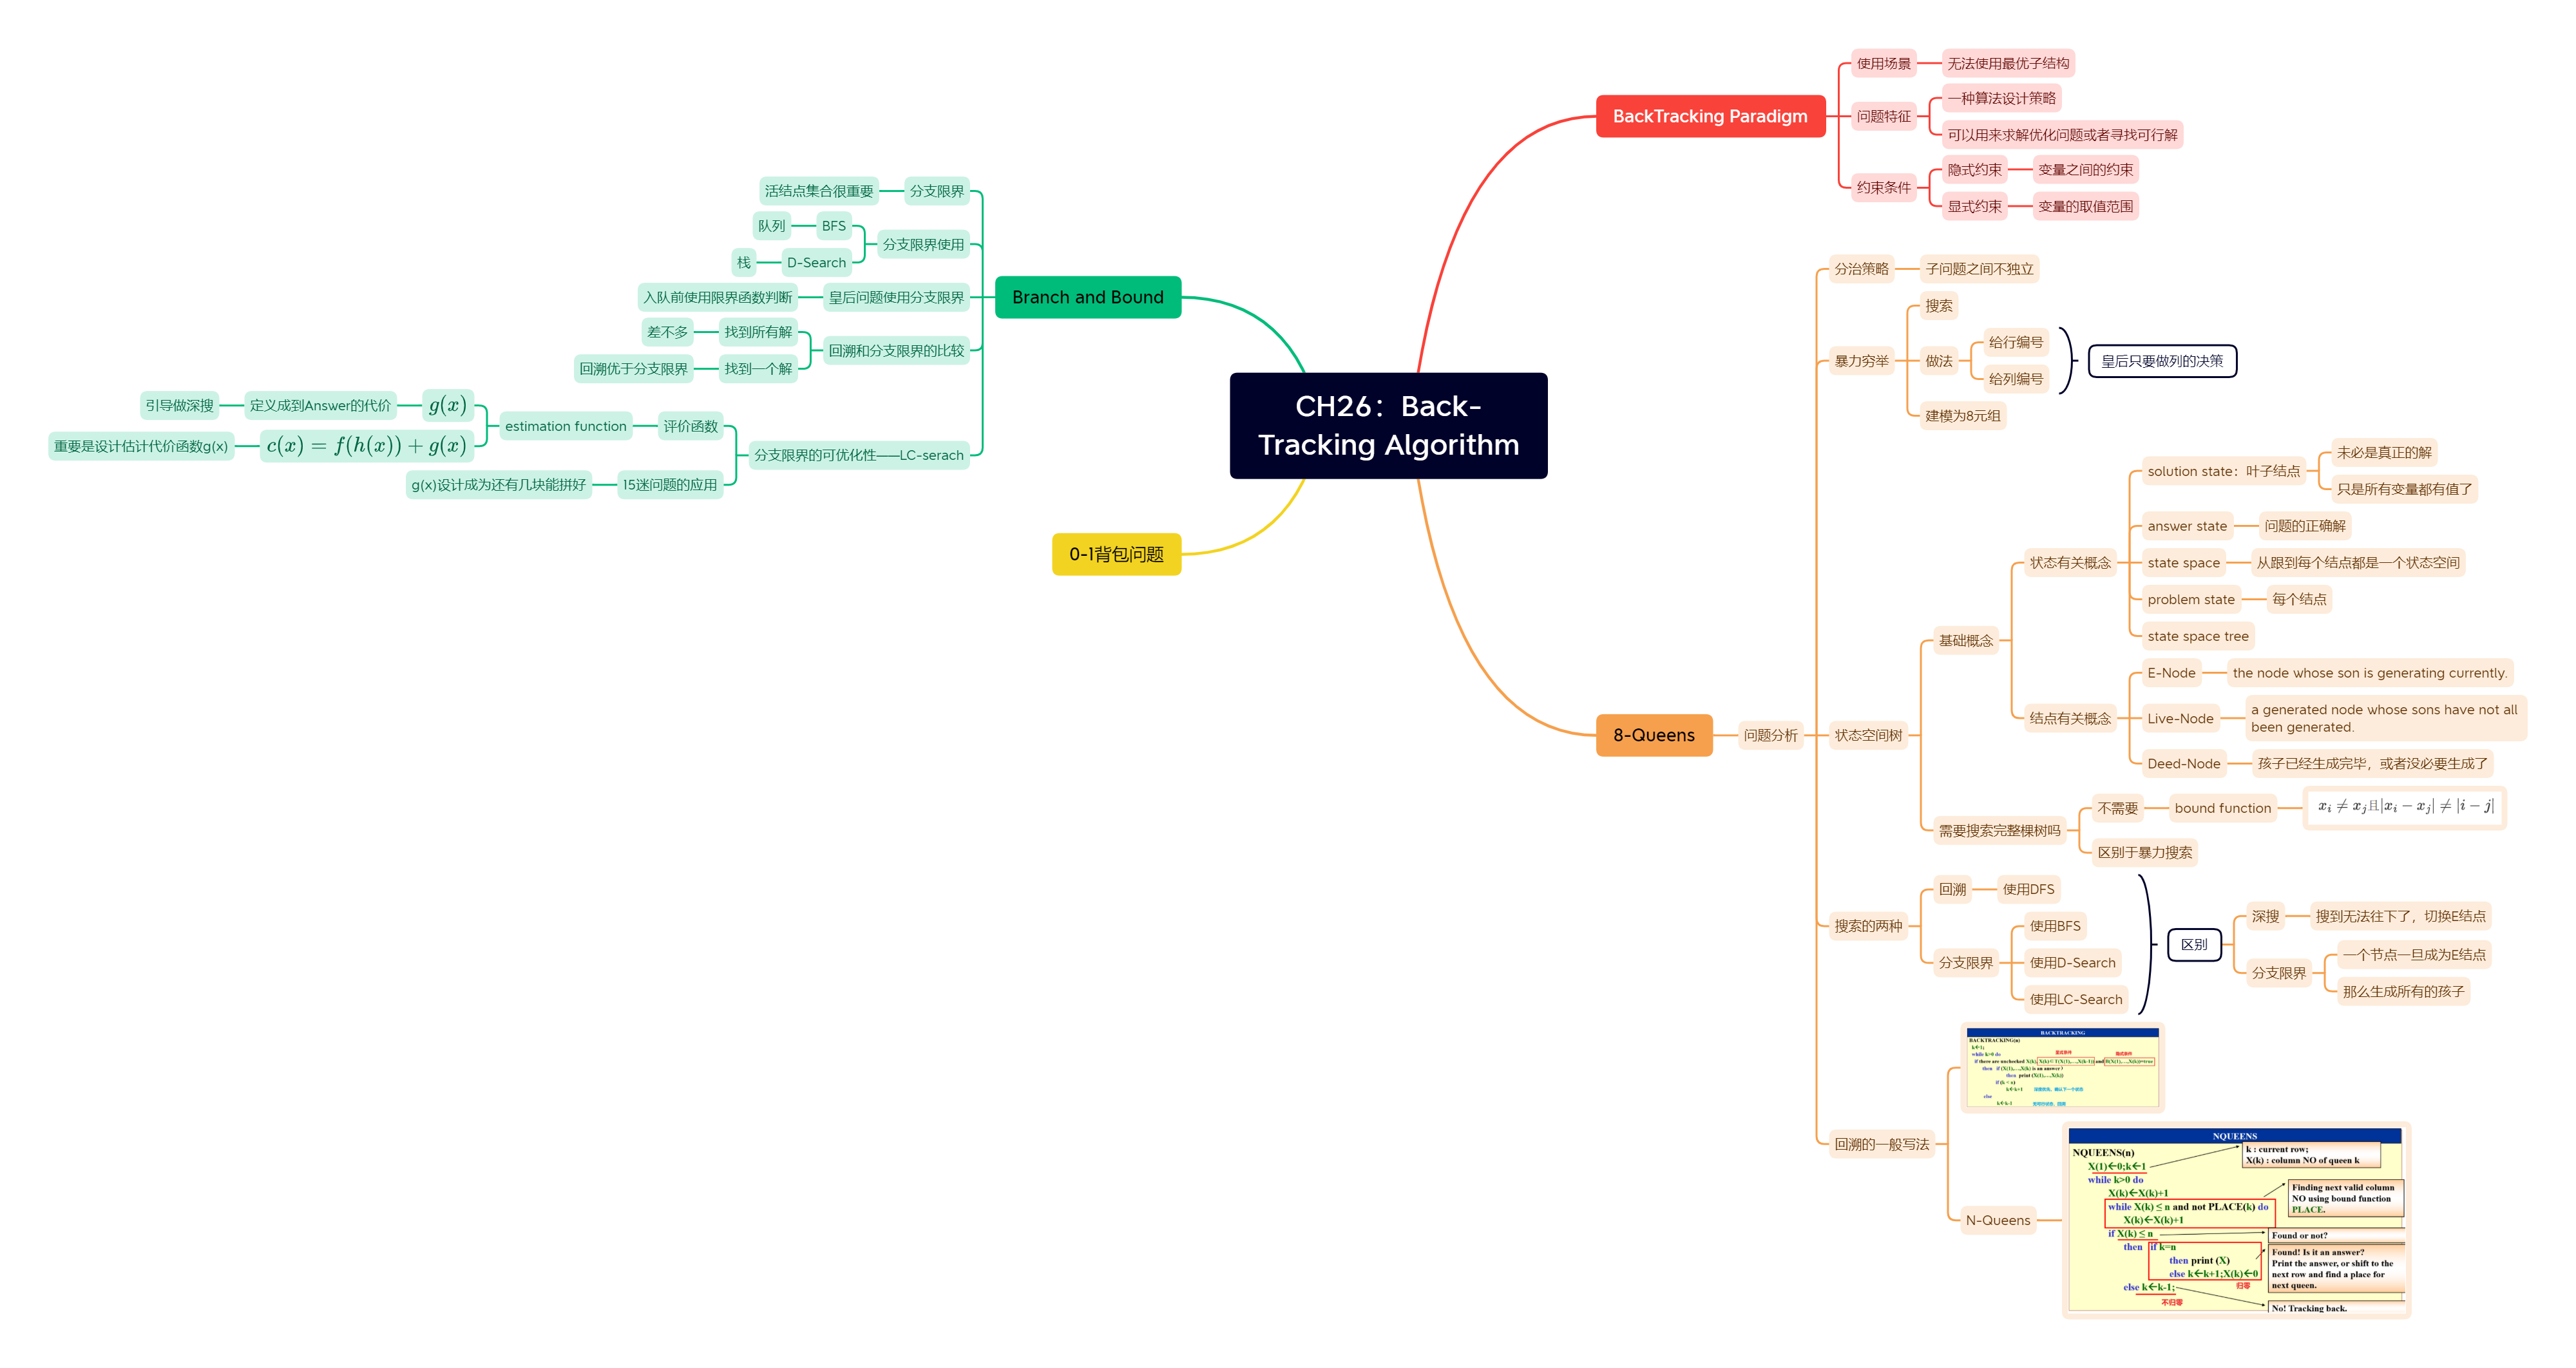 CH26：Back-
Tracking Algorithm
BackTracking Paradigm
使用场景
无法使用最优子结构
问题特征
一种算法设计策略
可以用来求解优化问题或者寻找可行解
约束条件
隐式约束
变量之间的约束
显式约束
变量的取值范围
8-Queens
问题分析
分治策略
子问题之间不独立
暴力穷举
搜索
做法
给行编号
给列编号
皇后只要做列的决策
建模为8元组
状态空间树
基础概念
状态有关概念
solution state：叶子结点
未必是真正的解
只是所有变量都有值了
answer state
问题的正确解
state space
从跟到每个结点都是一个状态空间
problem state
每个结点
state space tree
结点有关概念
E-Node
the node whose son is generating currently.
Live-Node
a generated node whose sons have not all
been generated.
Deed-Node
孩子已经生成完毕，或者没必要生成了
需要搜索完整棵树吗
不需要
bound function
x_i ≠ x_j 且 |x_i − x_j| ≠ |i − j|
区别于暴力搜索
搜索的两种
回溯
使用DFS
分支限界
使用BFS
使用D-Search
使用LC-Search
区别
深搜
搜到无法往下了，切换E结点
分支限界
一个节点一旦成为E结点
那么生成所有的孩子
回溯的一般写法
BACKTRACKING
BACKTRACKING(n)
k←1;
while k>0 do
if there are unchecked X(k), X(k)∈T(X(1),…,X(k-1)) and B(X(1),…,X(k))=true
then if (X(1),…,X(k) is an answer)
then print (X(1),…,X(k))
if (k < n)
k←k+1
else
k←k-1
N-Queens
NQUEENS
NQUEENS(n)
X(1)←0;k←1
while k>0 do
X(k)←X(k)+1
while X(k) ≤ n and not PLACE(k) do
X(k)←X(k)+1
if X(k) ≤ n
then if k=n
then print (X)
else k←k+1;X(k)←0
归零
else k←k-1;
不归零
k : current row;
X(k) : column NO of queen k
Finding next valid column
NO using bound function
PLACE.
Found or not?
Found! Is it an answer?
Print the answer, or shift to the
next row and find a place for
next queen.
No! Tracking back.
Branch and Bound
分支限界
活结点集合很重要
分支限界使用
BFS
队列
D-Search
栈
皇后问题使用分支限界
入队前使用限界函数判断
回溯和分支限界的比较
找到所有解
差不多
找到一个解
回溯优于分支限界
分支限界的可优化性——LC-serach
评价函数
estimation function
g(x)
定义成到Answer的代价
引导做深搜
c(x) = f(h(x)) + g(x)
重要是设计估计代价函数g(x)
15迷问题的应用
g(x)设计成为还有几块能拼好
0-1背包问题